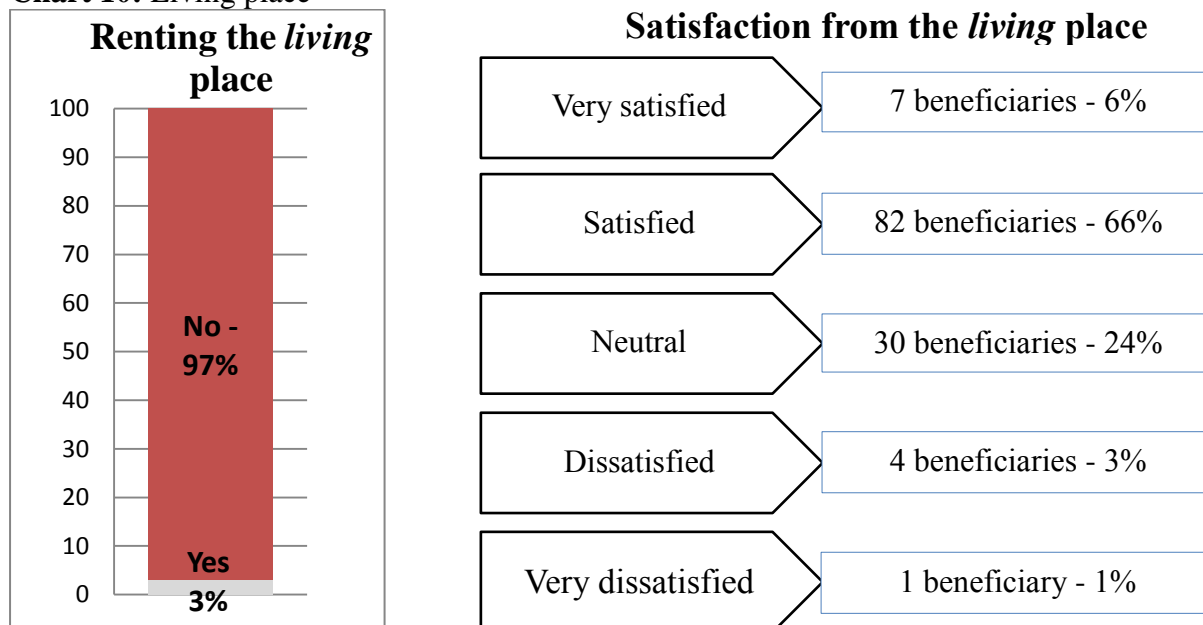 Renting the living
place
100
90
80
70
60
50
40
30
20
10
0
No -
97%
Yes
3%
Satisfaction from the living place
Very satisfied
7 beneficiaries - 6%
Satisfied
82 beneficiaries - 66%
Neutral
30 beneficiaries - 24%
Dissatisfied
4 beneficiaries - 3%
Very dissatisfied
1 beneficiary - 1%